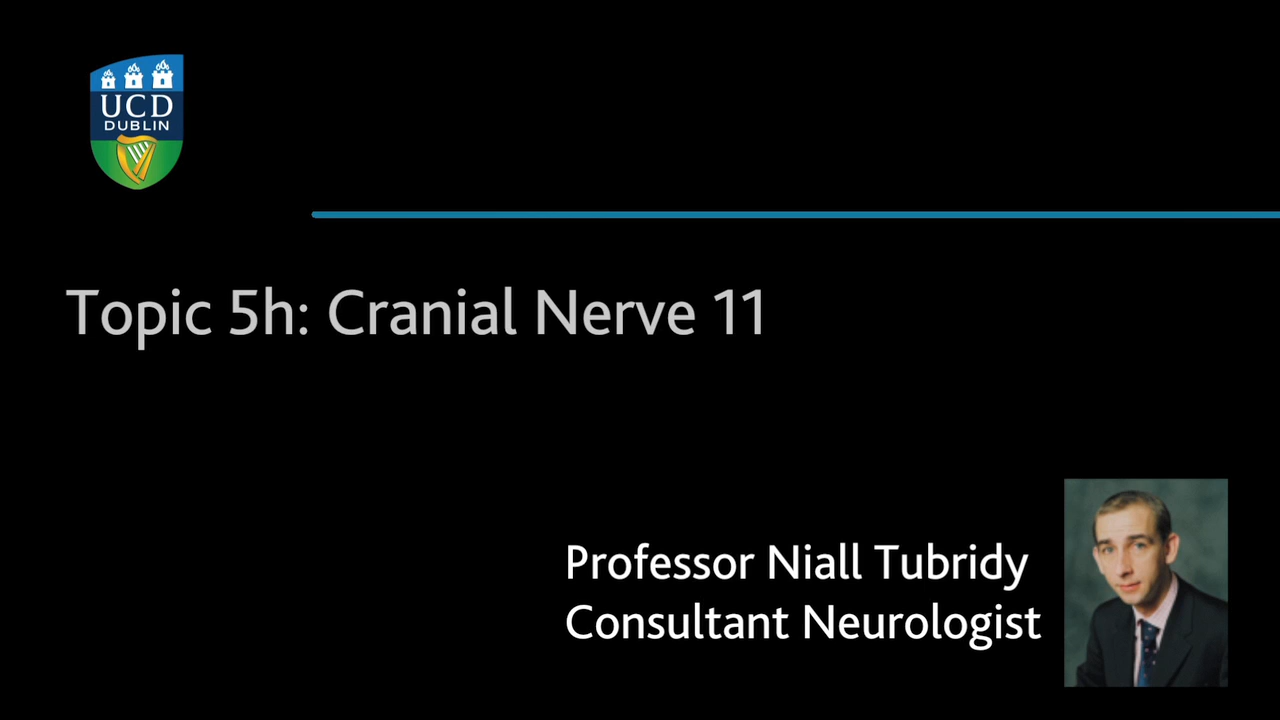 UCD
DUBLIN
Topic 5h: Cranial Nerve 11
Professor Niall Tubridy
Consultant Neurologist